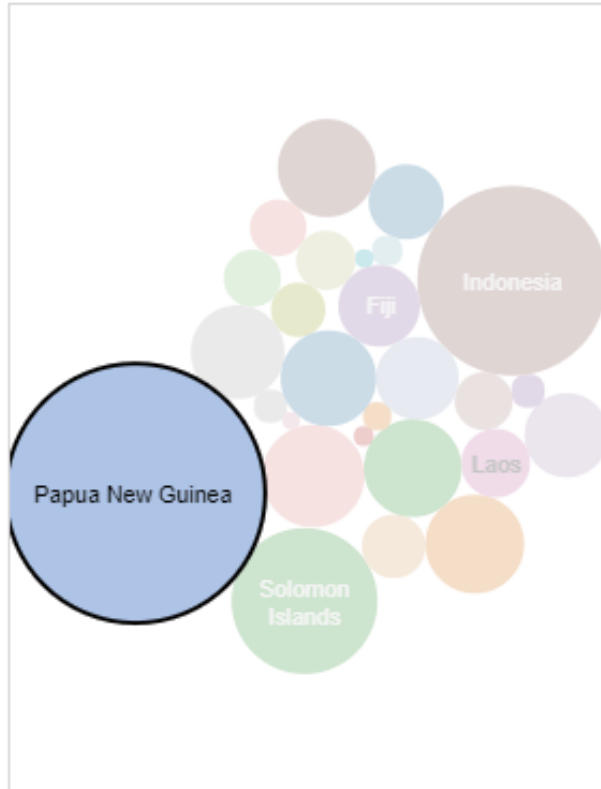 Indonesia
Fiji
Laos
Papua New Guinea
Solomon
Islands